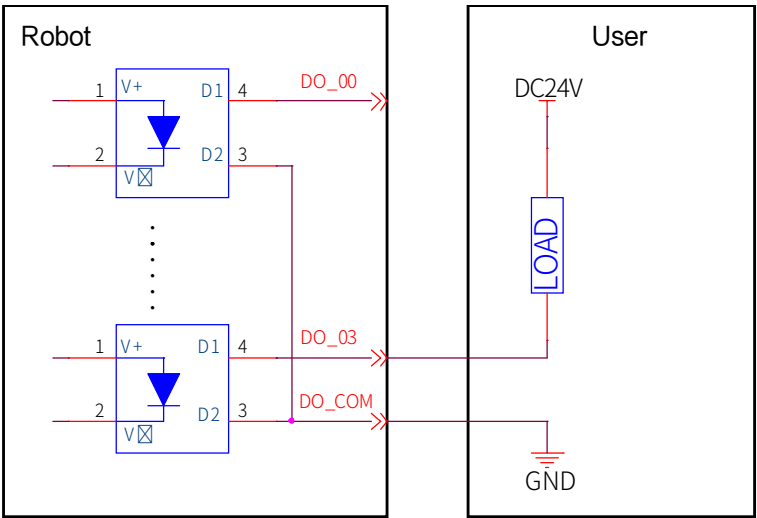 Robot
User
1 V+ D1 4 DO_00
DC24V
2 D2 3
V
LOAD
1 V+ D1 4 DO_03
2 D2 3 DO_COM
V
GND